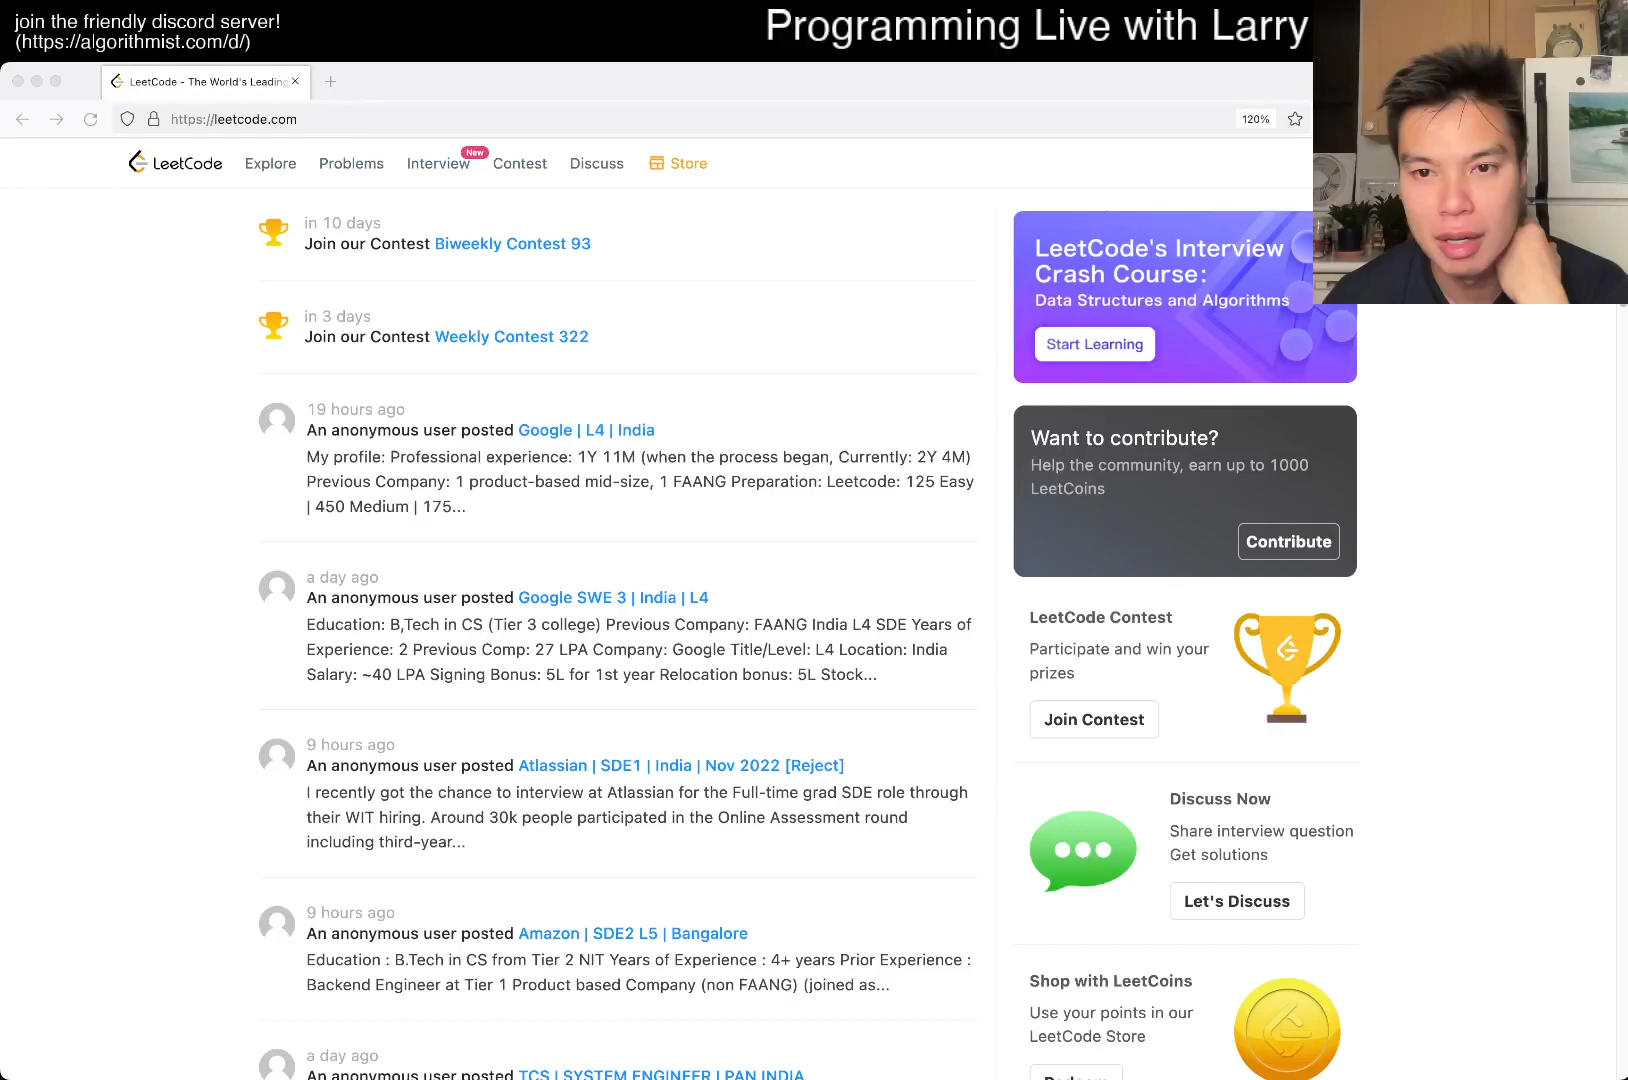 join the friendly discord server!
(https://algorithmist.com/d/)
Programming Live with Larry
LeetCode - The World's Leading
https://leetcode.com
120%
LeetCode
Explore
Problems
Interview
New
Contest
Discuss
Store
in 10 days
Join our Contest Biweekly Contest 93
in 3 days
Join our Contest Weekly Contest 322
19 hours ago
An anonymous user posted Google | L4 | India
My profile: Professional experience: 1Y 11M (when the process began, Currently: 2Y 4M)
Previous Company: 1 product-based mid-size, 1 FAANG Preparation: Leetcode: 125 Easy
| 450 Medium | 175...
a day ago
An anonymous user posted Google SWE 3 | India | L4
Education: B,Tech in CS (Tier 3 college) Previous Company: FAANG India L4 SDE Years of
Experience: 2 Previous Comp: 27 LPA Company: Google Title/Level: L4 Location: India
Salary: ~40 LPA Signing Bonus: 5L for 1st year Relocation bonus: 5L Stock...
9 hours ago
An anonymous user posted Atlassian | SDE1 | India | Nov 2022 [Reject]
I recently got the chance to interview at Atlassian for the Full-time grad SDE role through
their WIT hiring. Around 30k people participated in the Online Assessment round
including third-year...
9 hours ago
An anonymous user posted Amazon | SDE2 L5 | Bangalore
Education : B.Tech in CS from Tier 2 NIT Years of Experience : 4+ years Prior Experience :
Backend Engineer at Tier 1 Product based Company (non FAANG) (joined as...
a day ago
An anonymous user posted TCS | SYSTEM ENGINEER | PAN INDIA
LeetCode's Interview
Crash Course:
Data Structures and Algorithms
Start Learning
Want to contribute?
Help the community, earn up to 1000
LeetCoins
Contribute
LeetCode Contest
Participate and win your
prizes
Join Contest
Discuss Now
Share interview question
Get solutions
Let's Discuss
Shop with LeetCoins
Use your points in our
LeetCode Store
Redeem